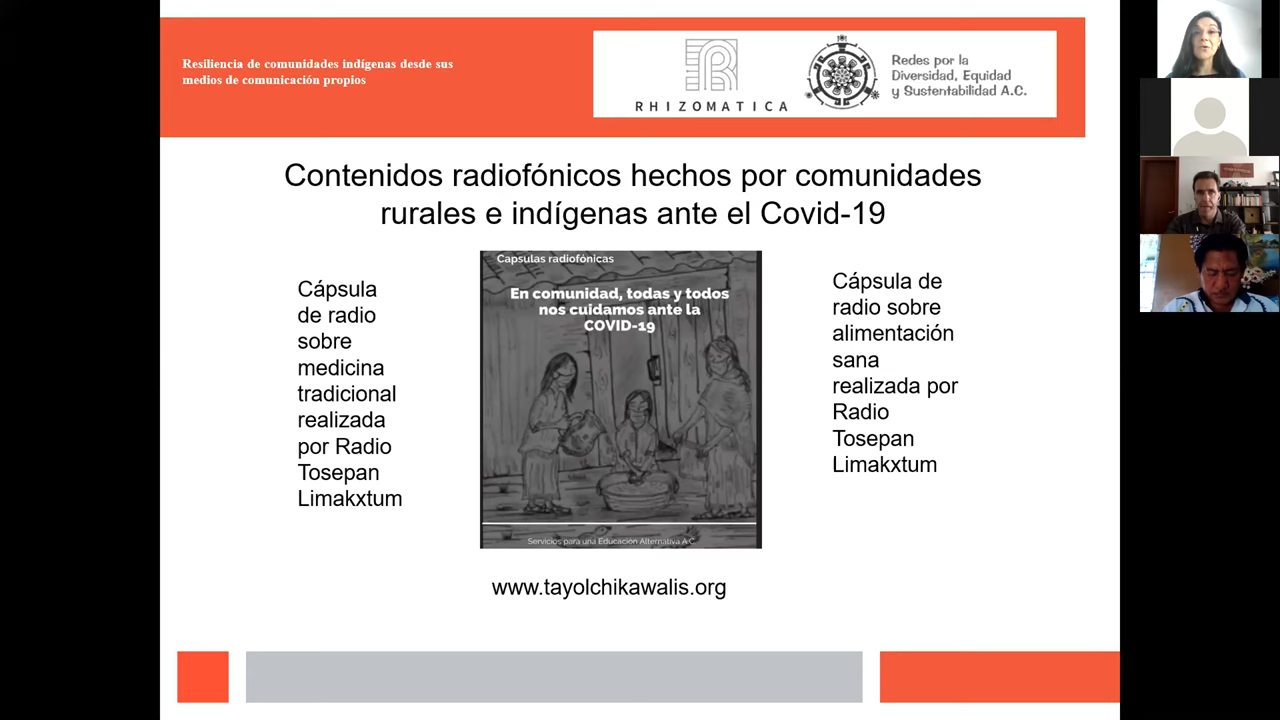 Resiliencia de comunidades indígenas desde sus
medios de comunicación propios
RHIZOMATICA
Redes por la
Diversidad, Equidad
y Sustentabilidad A.C.
Contenidos radiofónicos hechos por comunidades
rurales e indígenas ante el Covid-19
Cápsula
de radio
sobre
medicina
tradicional
realizada
por Radio
Tosepan
Limakxtum
Capsulas radiofónicas
En comunidad, todas y todos
nos cuidamos ante la
COVID-19
Servicios para una Educación Alternativa A.C
Cápsula de
radio sobre
alimentación
sana
realizada por
Radio
Tosepan
Limakxtum
www.tayolchikawalis.org